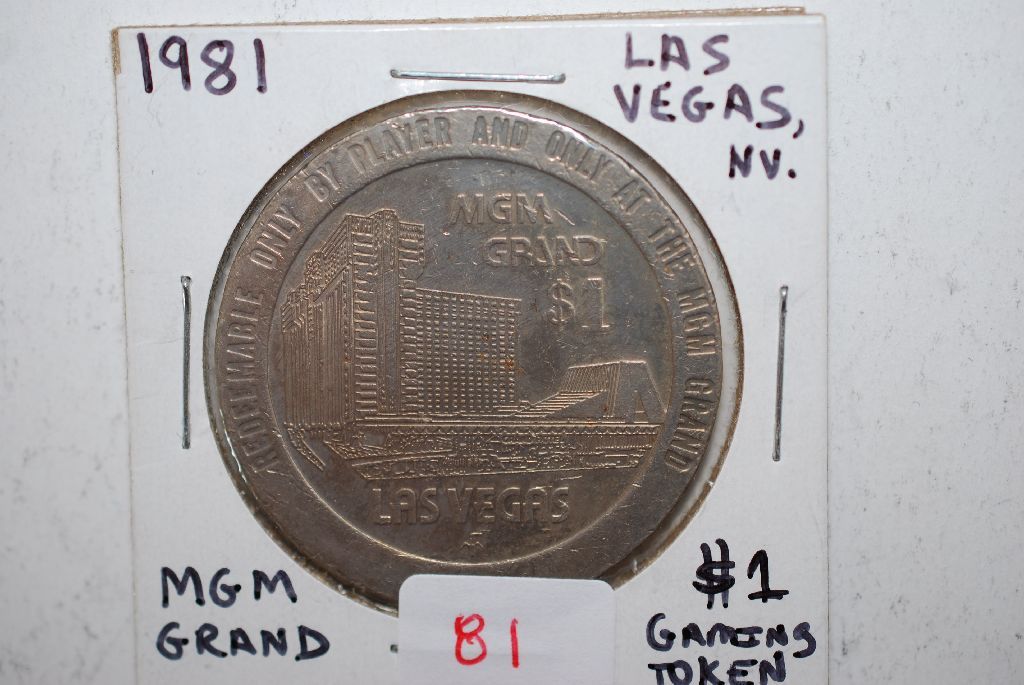 1981
LAS
VEGAS,
NV.
REDEEMABLE ONLY BY PLAYER AND ONLY AT THE MGM GRAND
MGM
GRAND
$1
LAS VEGAS
MGM
GRAND
81
$1
GAMING
TOKEN